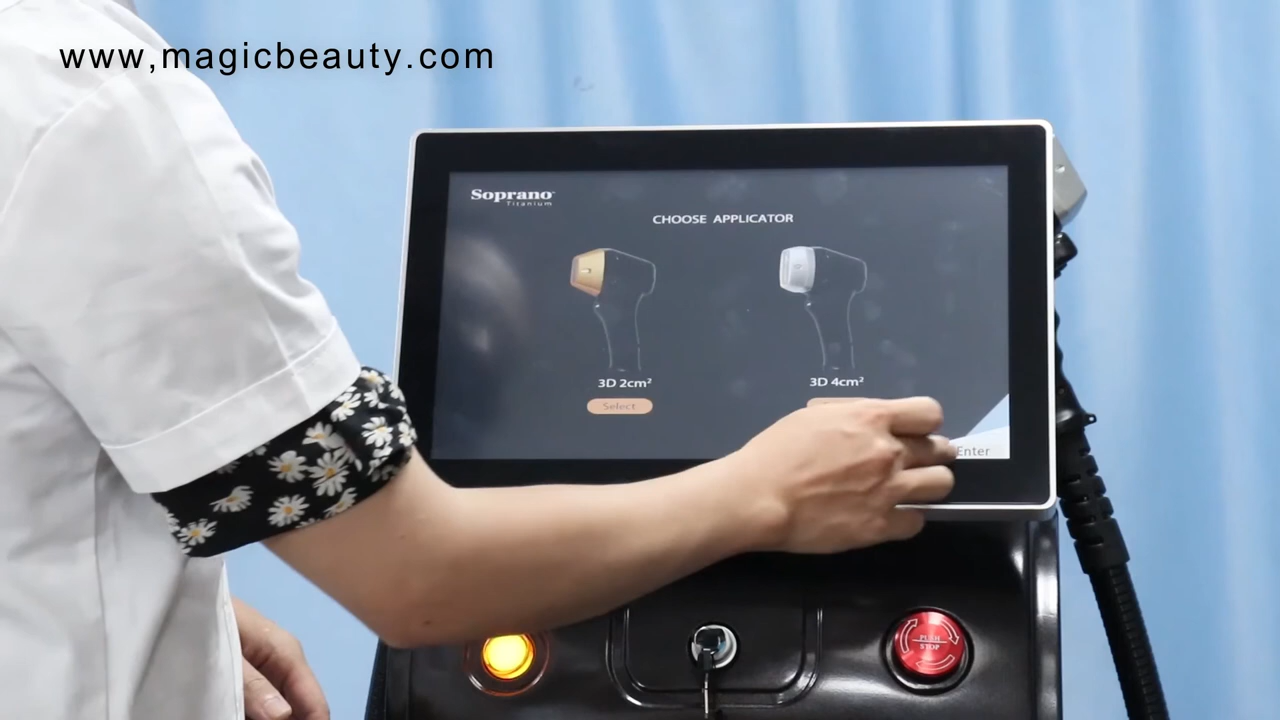 www,magicbeauty.com
Soprano
Titanium
CHOOSE APPLICATOR
3D 2cm²
3D 4cm²
Select
Enter
PUSH
STOP